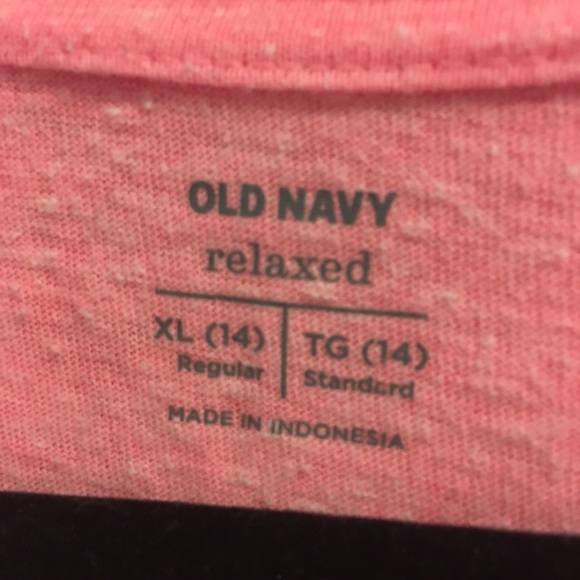 OLD NAVY
relaxed
XL (14) TG (14)
Regular Standard
MADE IN INDONESIA